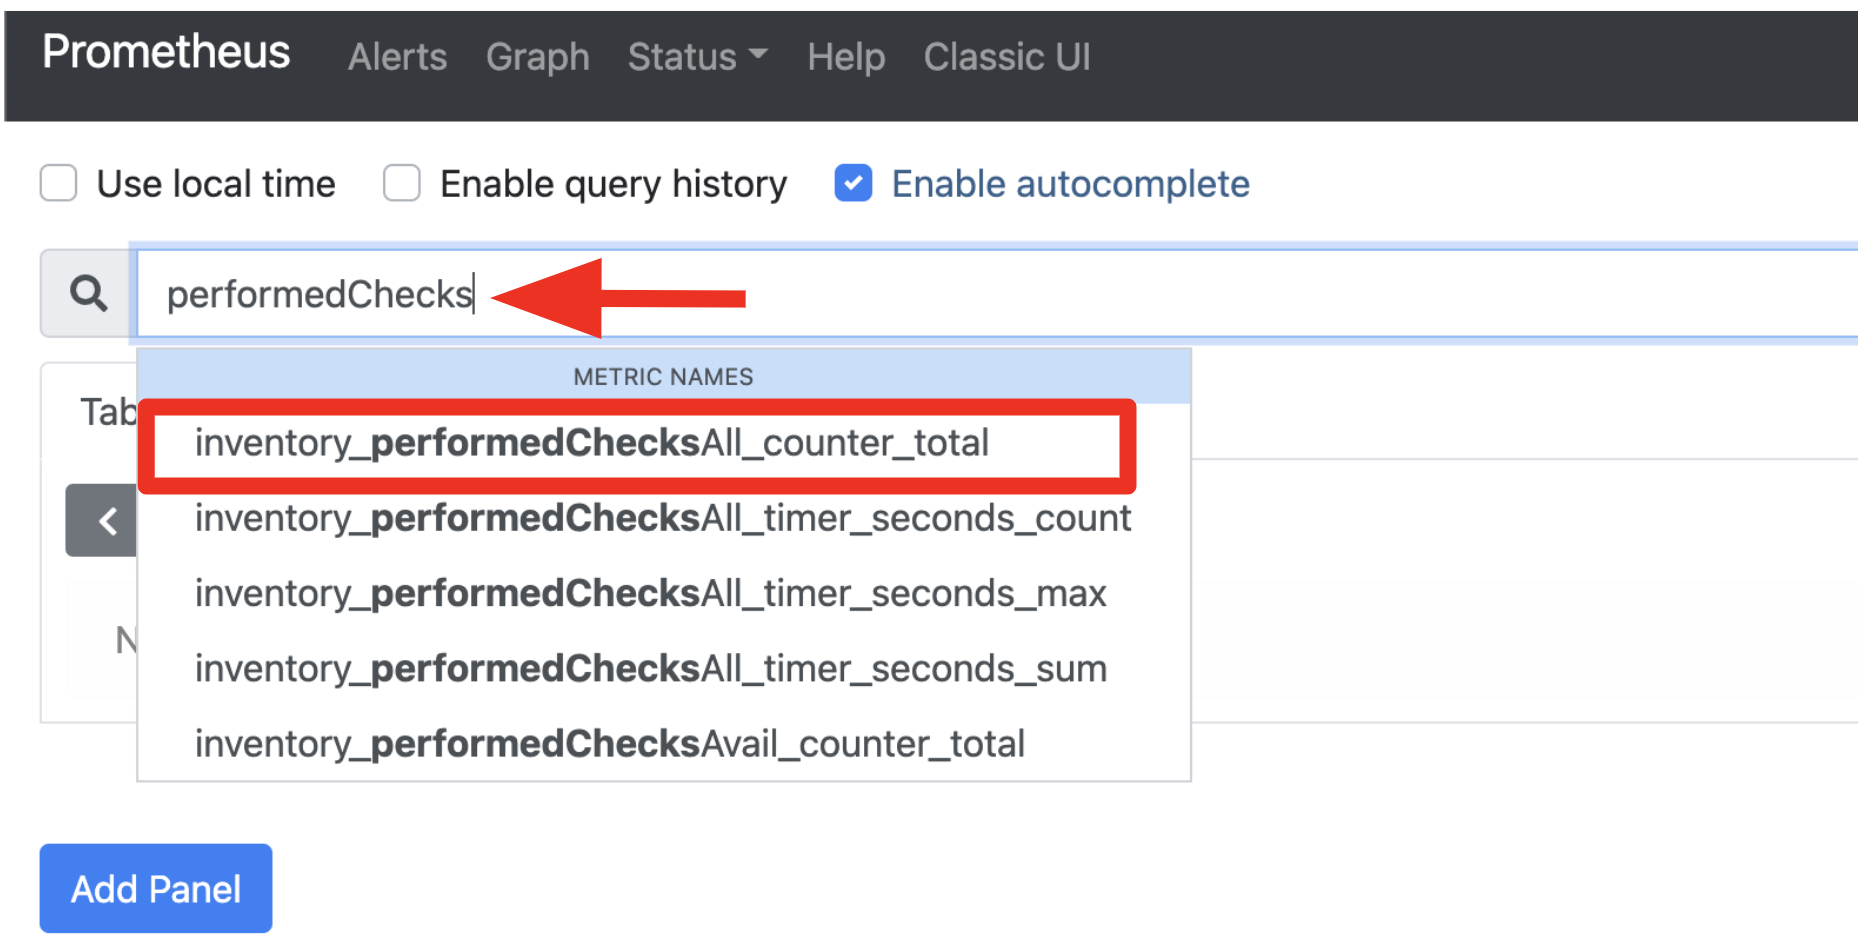 Prometheus Alerts Graph Status Help Classic UI
Use local time Enable query history Enable autocomplete
performedChecks
METRIC NAMES
Tab
inventory_performedChecksAll_counter_total
inventory_performedChecksAll_timer_seconds_count
inventory_performedChecksAll_timer_seconds_max
N
inventory_performedChecksAll_timer_seconds_sum
inventory_performedChecksAvail_counter_total
Add Panel